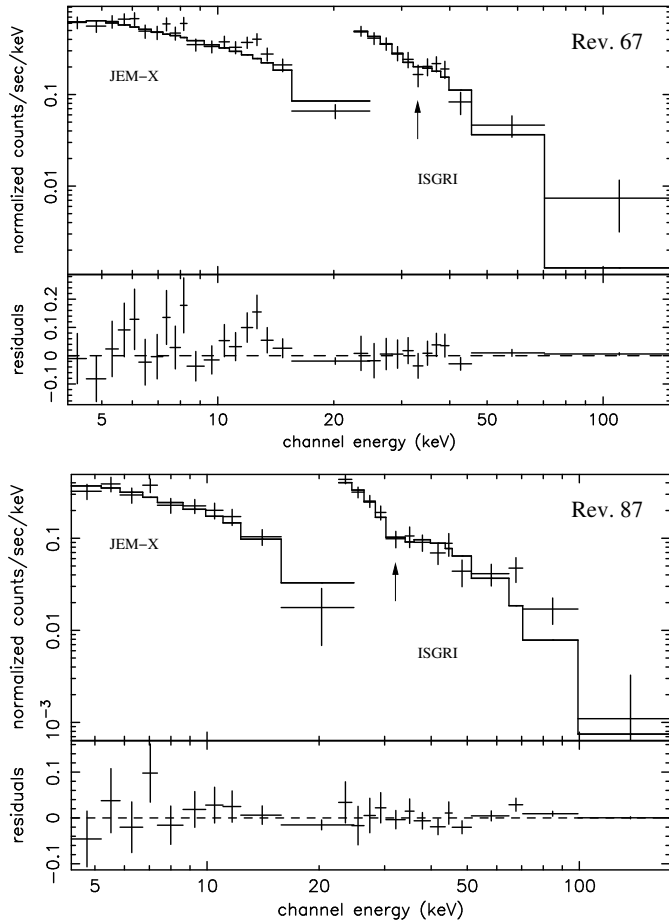 Rev. 67
JEM−X
ISGRI
normalized counts/sec/keV
0.1
0.01
residuals
−0.1 0 0.1 0.2
5 10 20 50 100
channel energy (keV)
Rev. 87
JEM−X
ISGRI
normalized counts/sec/keV
0.1
0.01
10−3
residuals
0.1
0
−0.1
5 10 20 50 100
channel energy (keV)